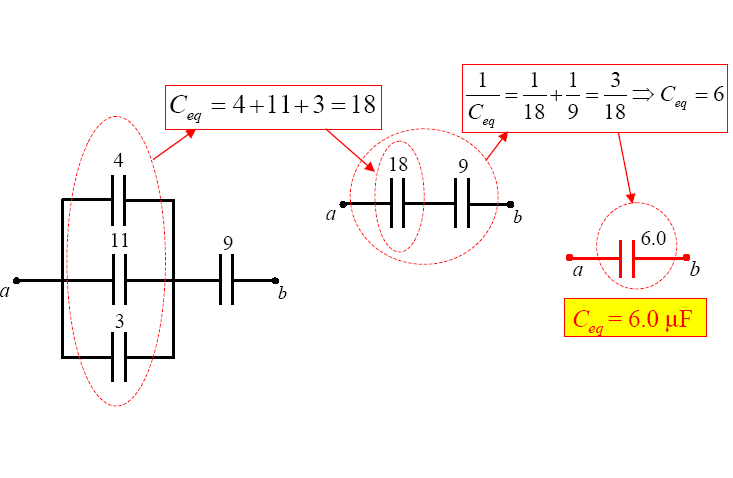 C_eq = 4+11+3 = 18
1/C_eq = 1/18 + 1/9 = 3/18 ⇒ C_eq = 6
4
11
9
3
a
b
18
9
a
b
6.0
a
b
C_eq = 6.0 µF